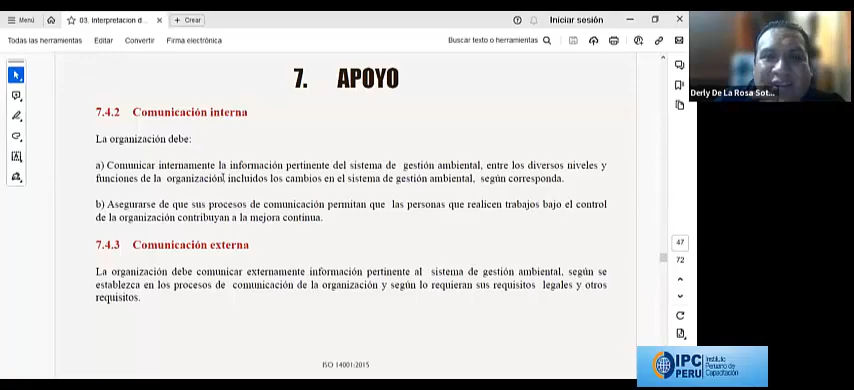 Menú
03. Interpretacion d...
+ Crear
Iniciar sesión
Todas las herramientas Editar Convertir Firma electrónica
Buscar texto o herramientas
Derly De La Rosa Sot...
7. APOYO
7.4.2 Comunicación interna
La organización debe:
a) Comunicar internamente la información pertinente del sistema de gestión ambiental, entre los diversos niveles y
funciones de la organización, incluidos los cambios en el sistema de gestión ambiental, según corresponda.
b) Asegurarse de que sus procesos de comunicación permitan que las personas que realicen trabajos bajo el control
de la organización contribuyan a la mejora continua.
7.4.3 Comunicación externa
La organización debe comunicar externamente información pertinente al sistema de gestión ambiental, según se
establezca en los procesos de comunicación de la organización y según lo requieran sus requisitos legales y otros
requisitos.
47
72
ISO 14001:2015
IPC
PERU
Instituto
Peruano de
Capacitación